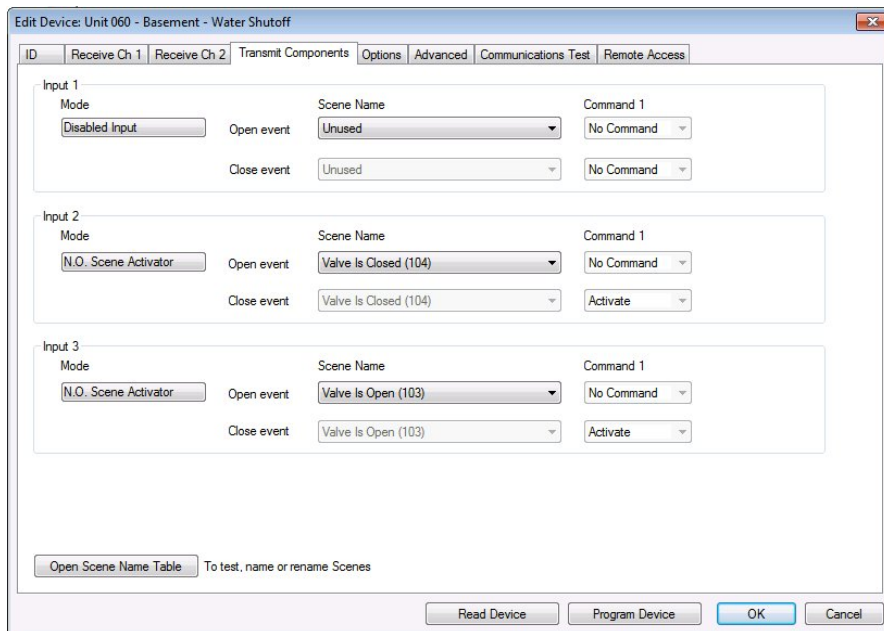 Edit Device: Unit 060 - Basement - Water Shutoff
ID Receive Ch 1 Receive Ch 2 Transmit Components Options Advanced Communications Test Remote Access
Input 1
Mode Scene Name Command 1
Disabled Input Open event Unused No Command
Close event Unused No Command
Input 2
Mode Scene Name Command 1
N.O. Scene Activator Open event Valve Is Closed (104) No Command
Close event Valve Is Closed (104) Activate
Input 3
Mode Scene Name Command 1
N.O. Scene Activator Open event Valve Is Open (103) No Command
Close event Valve Is Open (103) Activate
Open Scene Name Table To test, name or rename Scenes
Read Device Program Device OK Cancel